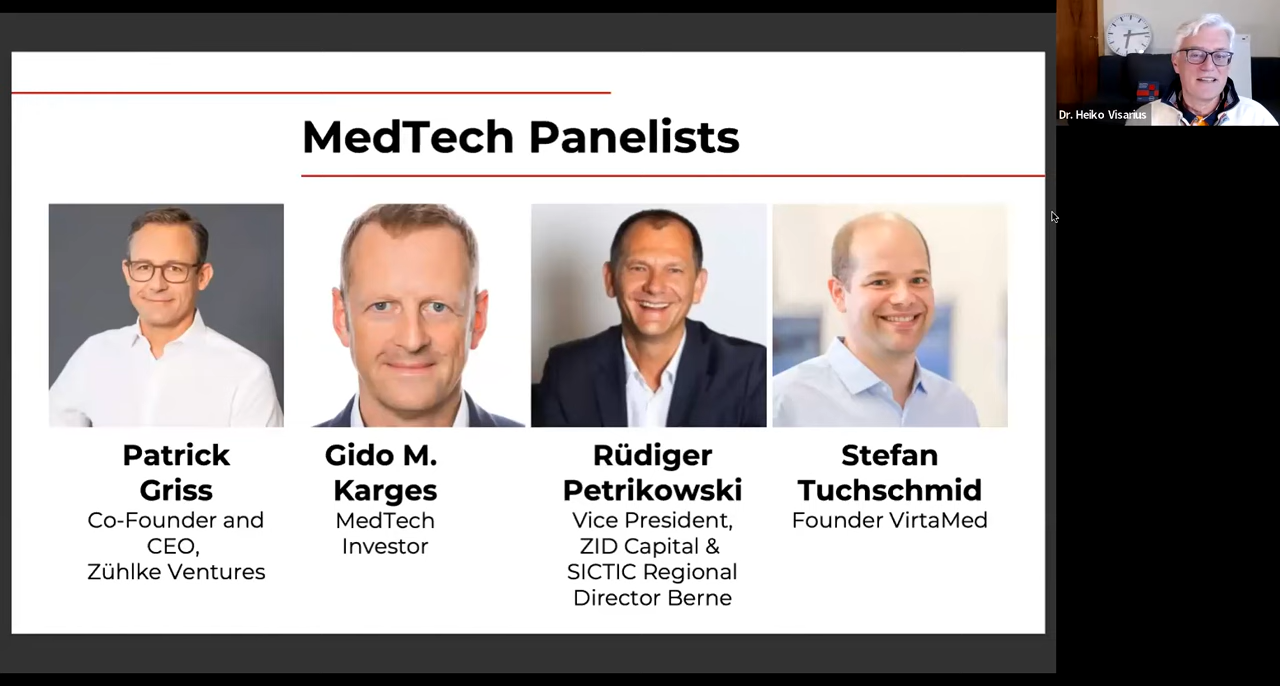 MedTech Panelists
Patrick
Griss
Co-Founder and
CEO,
Zühlke Ventures
Gido M.
Karges
MedTech
Investor
Rüdiger
Petrikowski
Vice President,
ZID Capital &
SICTIC Regional
Director Berne
Stefan
Tuchschmid
Founder VirtaMed
Dr. Heiko Visarius